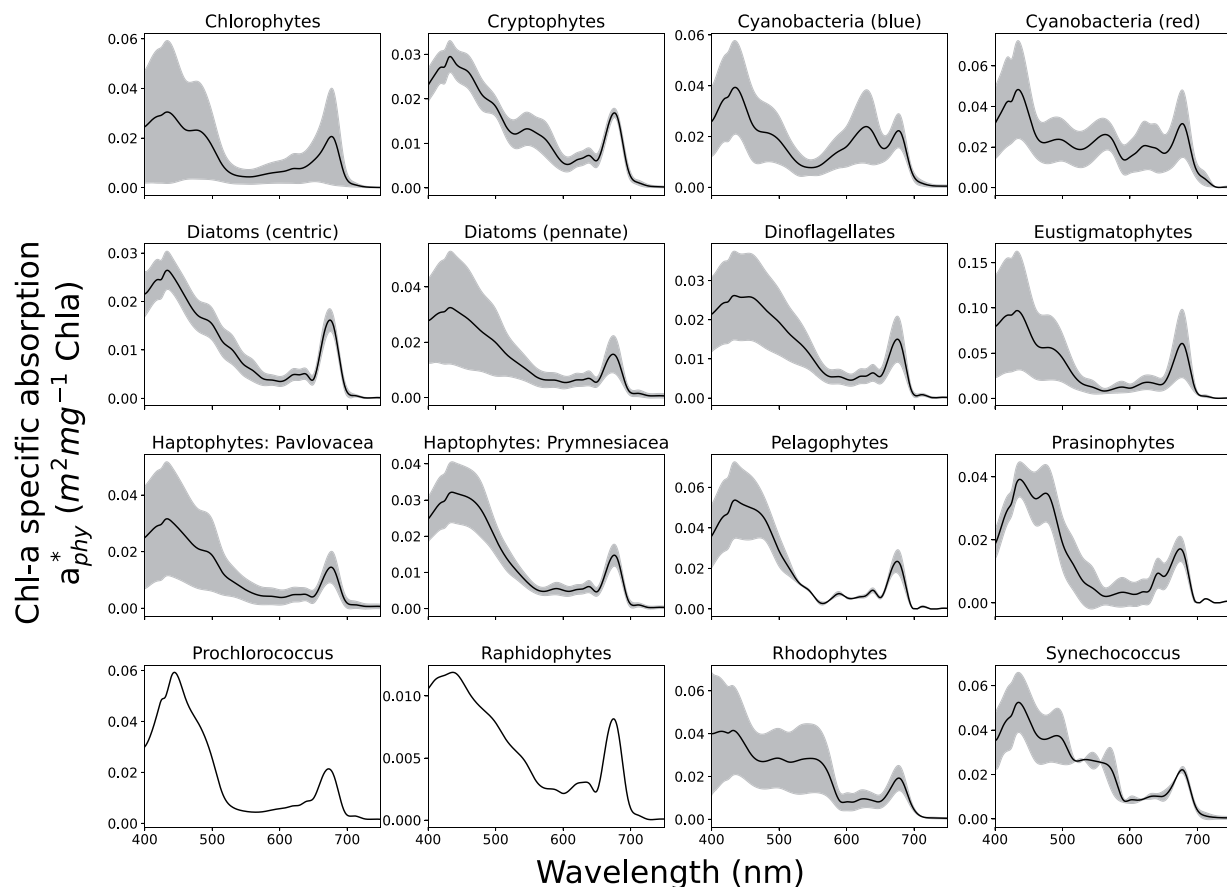 Chlorophytes
Cryptophytes
Cyanobacteria (blue)
Cyanobacteria (red)
0.06
0.04
0.02
0.00
0.03
0.02
0.01
0.00
0.06
0.04
0.02
0.00
0.06
0.04
0.02
0.00
Diatoms (centric)
Diatoms (pennate)
Dinoflagellates
Eustigmatophytes
0.03
0.02
0.01
0.00
0.04
0.02
0.00
0.03
0.02
0.01
0.00
0.15
0.10
0.05
0.00
Haptophytes: Pavlovacea
Haptophytes: Prymnesiacea
Pelagophytes
Prasinophytes
0.04
0.02
0.00
0.04
0.03
0.02
0.01
0.00
0.06
0.04
0.02
0.00
0.04
0.02
0.00
Prochlorococcus
Raphidophytes
Rhodophytes
Synechococcus
0.06
0.04
0.02
0.00
0.010
0.005
0.000
0.06
0.04
0.02
0.00
0.06
0.04
0.02
0.00
400 500 600 700
400 500 600 700
400 500 600 700
400 500 600 700
Wavelength (nm)
Chl-a specific absorption
a*phy (m² mg⁻¹ Chla)